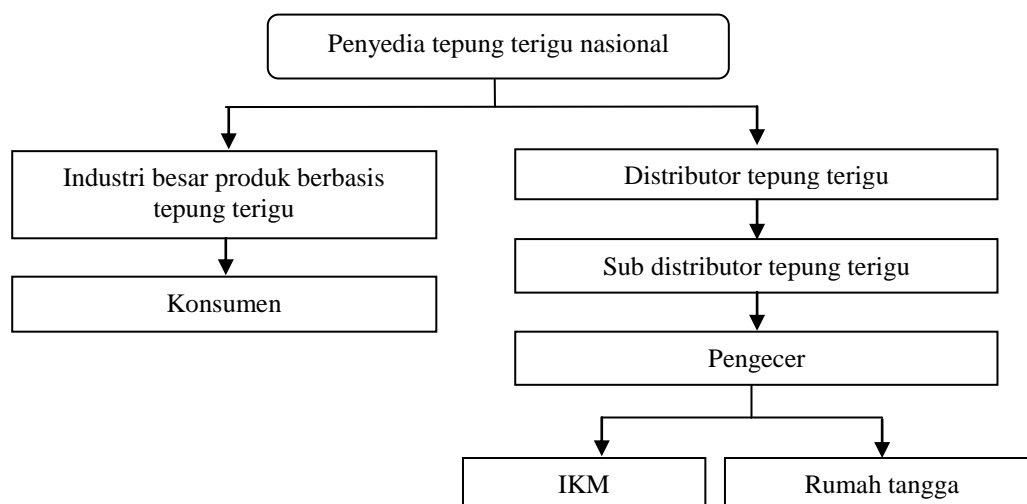 Penyedia tepung terigu nasional
Industri besar produk berbasis
tepung terigu
Konsumen
Distributor tepung terigu
Sub distributor tepung terigu
Pengecer
IKM
Rumah tangga